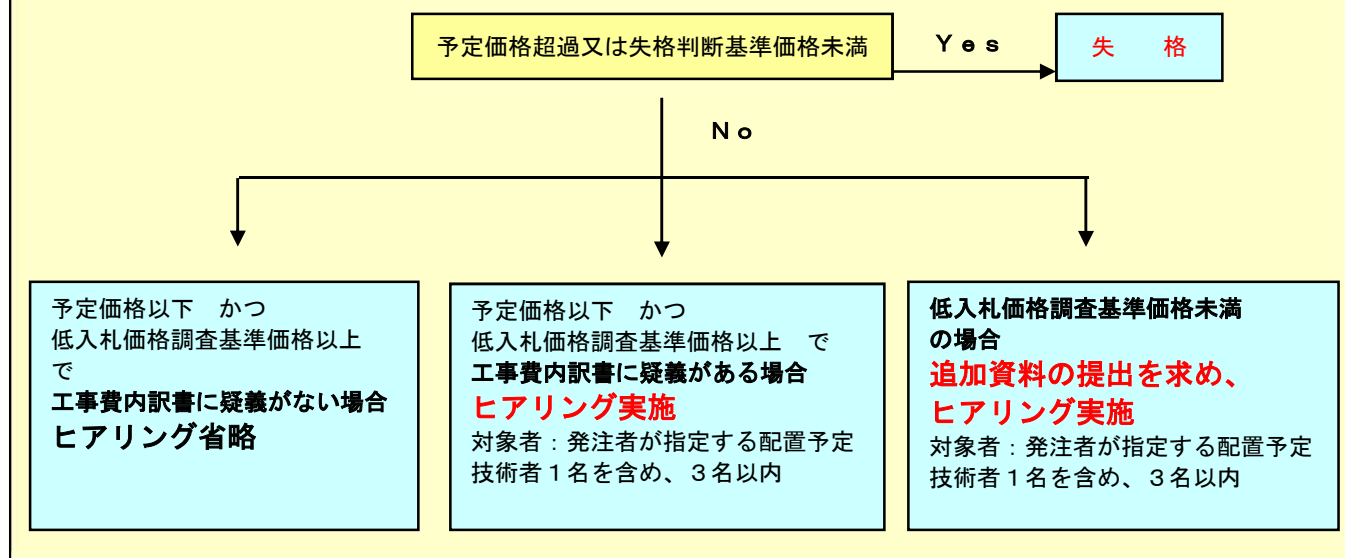 予定価格超過又は失格判断基準価格未満
Ｙｅｓ
失　格
Ｎｏ
予定価格以下　かつ
低入札価格調査基準価格以上
で
工事費内訳書に疑義がない場合
ヒアリング省略
予定価格以下　かつ
低入札価格調査基準価格以上　で
工事費内訳書に疑義がある場合
ヒアリング実施
対象者：発注者が指定する配置予定
技術者１名を含め、３名以内
低入札価格調査基準価格未満
の場合
追加資料の提出を求め、
ヒアリング実施
対象者：発注者が指定する配置予定
技術者１名を含め、３名以内